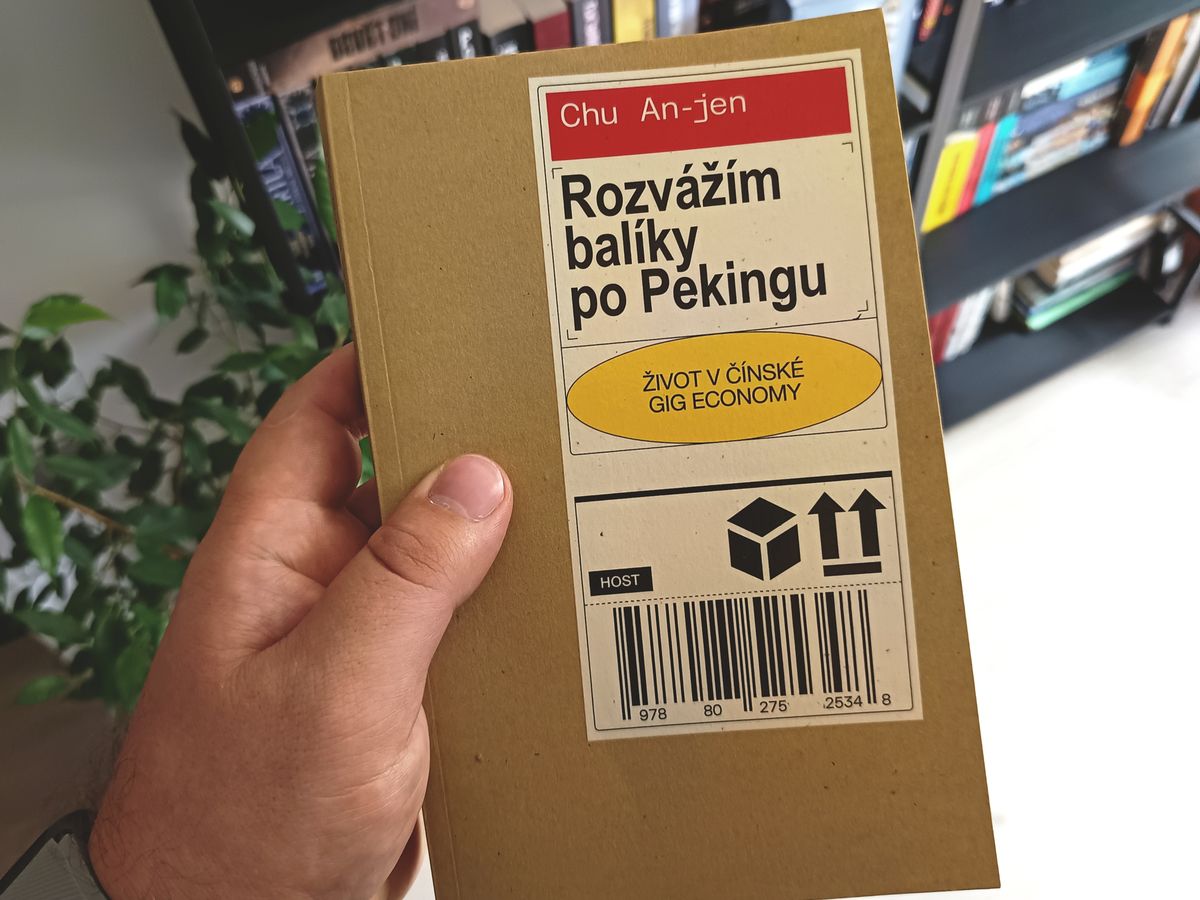 Chu An-jen
Rozvážím
balíky
po Pekingu
ŽIVOT V ČÍNSKÉ
GIG ECONOMY
HOST
978 80 275 2534 8